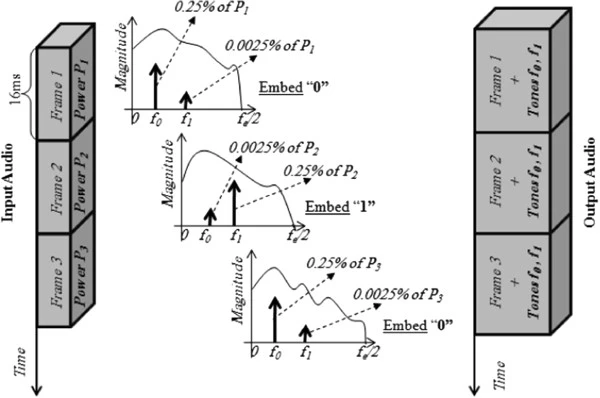 Input Audio
16ms
Frame 1
Power P1
Frame 2
Power P2
Frame 3
Power P3
Time
Magnitude
0.25% of P1
0.0025% of P1
Embed "0"
0 f0 f1 fs/2
Magnitude
0.0025% of P2
0.25% of P2
Embed "1"
0 f0 f1 fs/2
Magnitude
0.25% of P3
0.0025% of P3
Embed "0"
0 f0 f1 fs/2
Frame 1
+
Tones f0, f1
Frame 2
+
Tones f0, f1
Frame 3
+
Tones f0, f1
Output Audio
Time